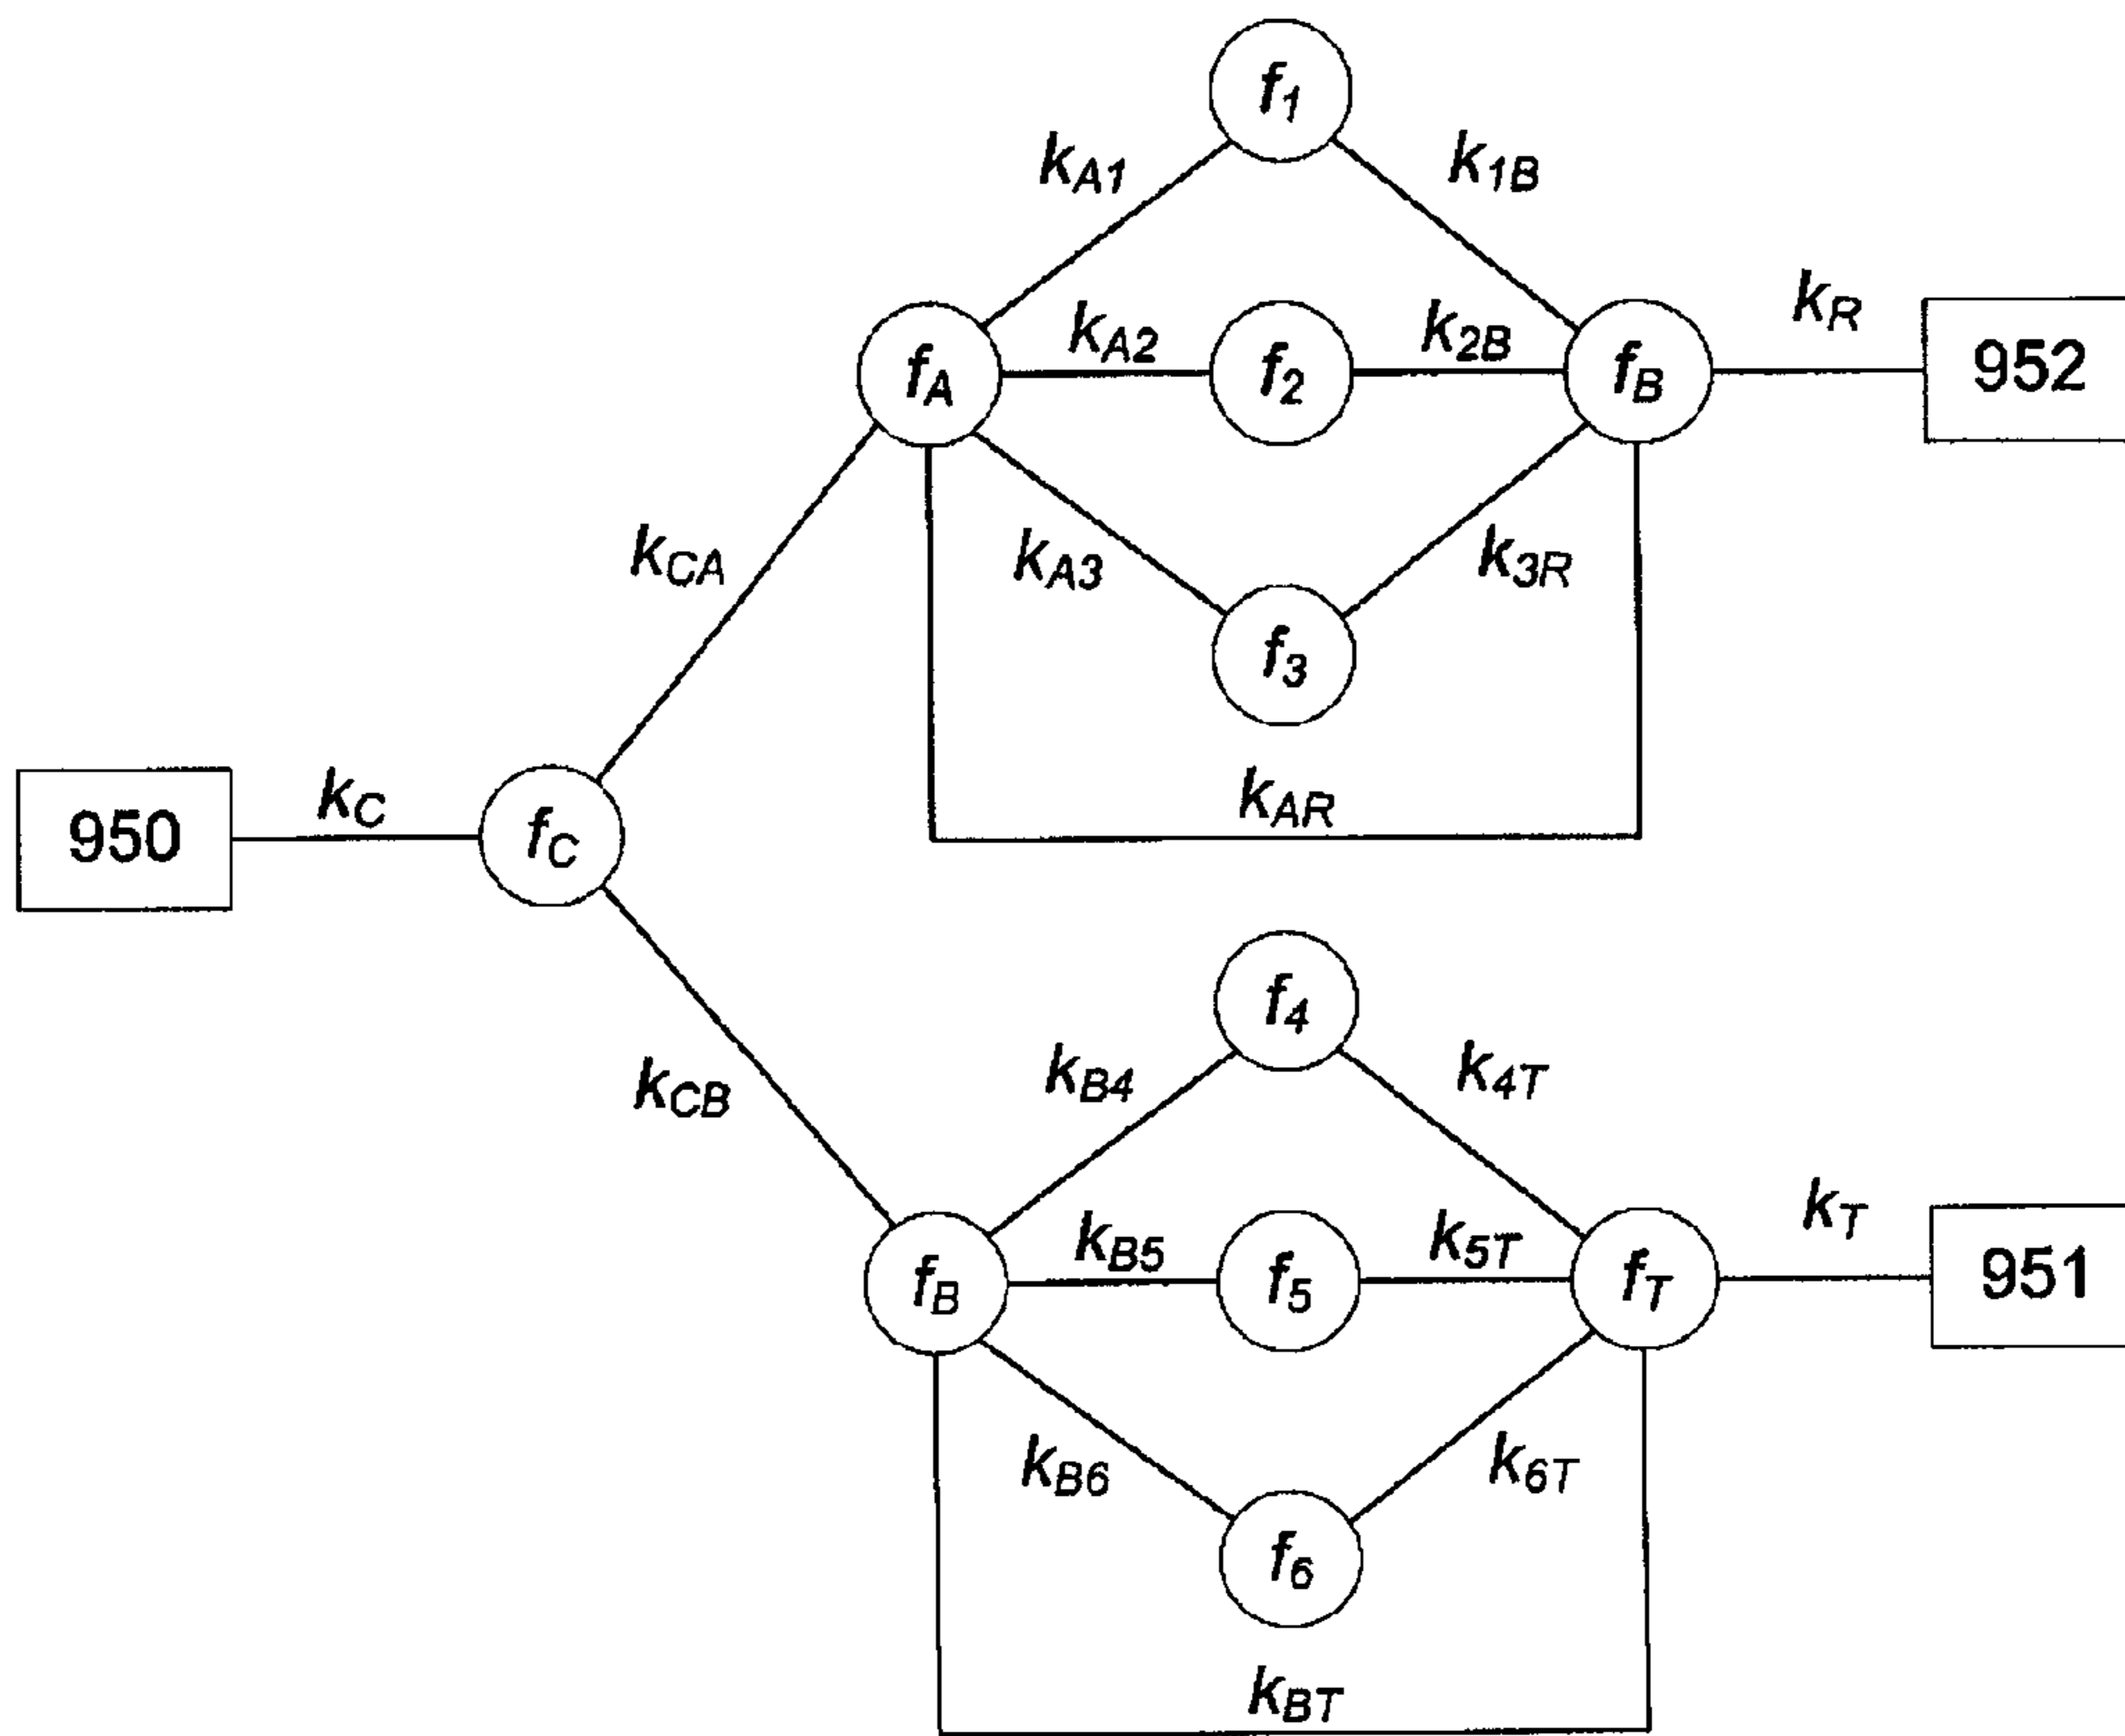 f1
kA1
k1B
kR
kA2
k2B
952
fA
f2
fB
kCA
kA3
k3R
f3
kC
kAR
950
fC
f4
kB4
k4T
kCB
kT
kB5
k5T
951
fB
f5
fT
kB6
k6T
f6
kBT